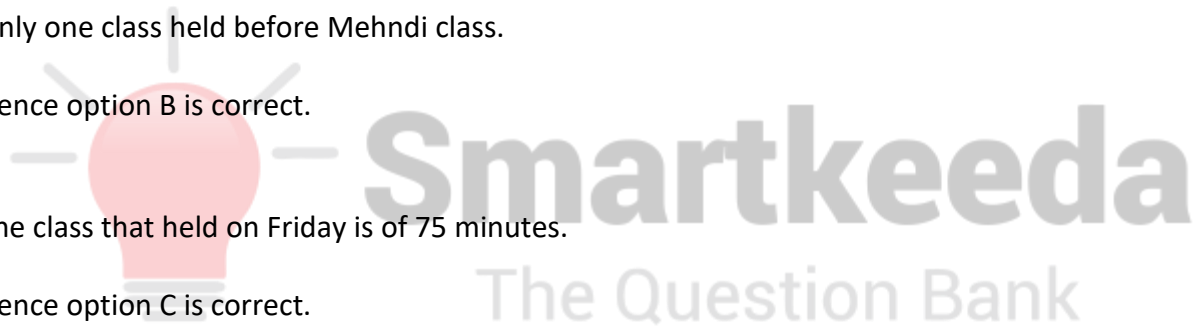 nly one class held before Mehndi class.
ence option B is correct.
Smartkeeda
ne class that held on Friday is of 75 minutes.
The Question Bank
ence option C is correct.